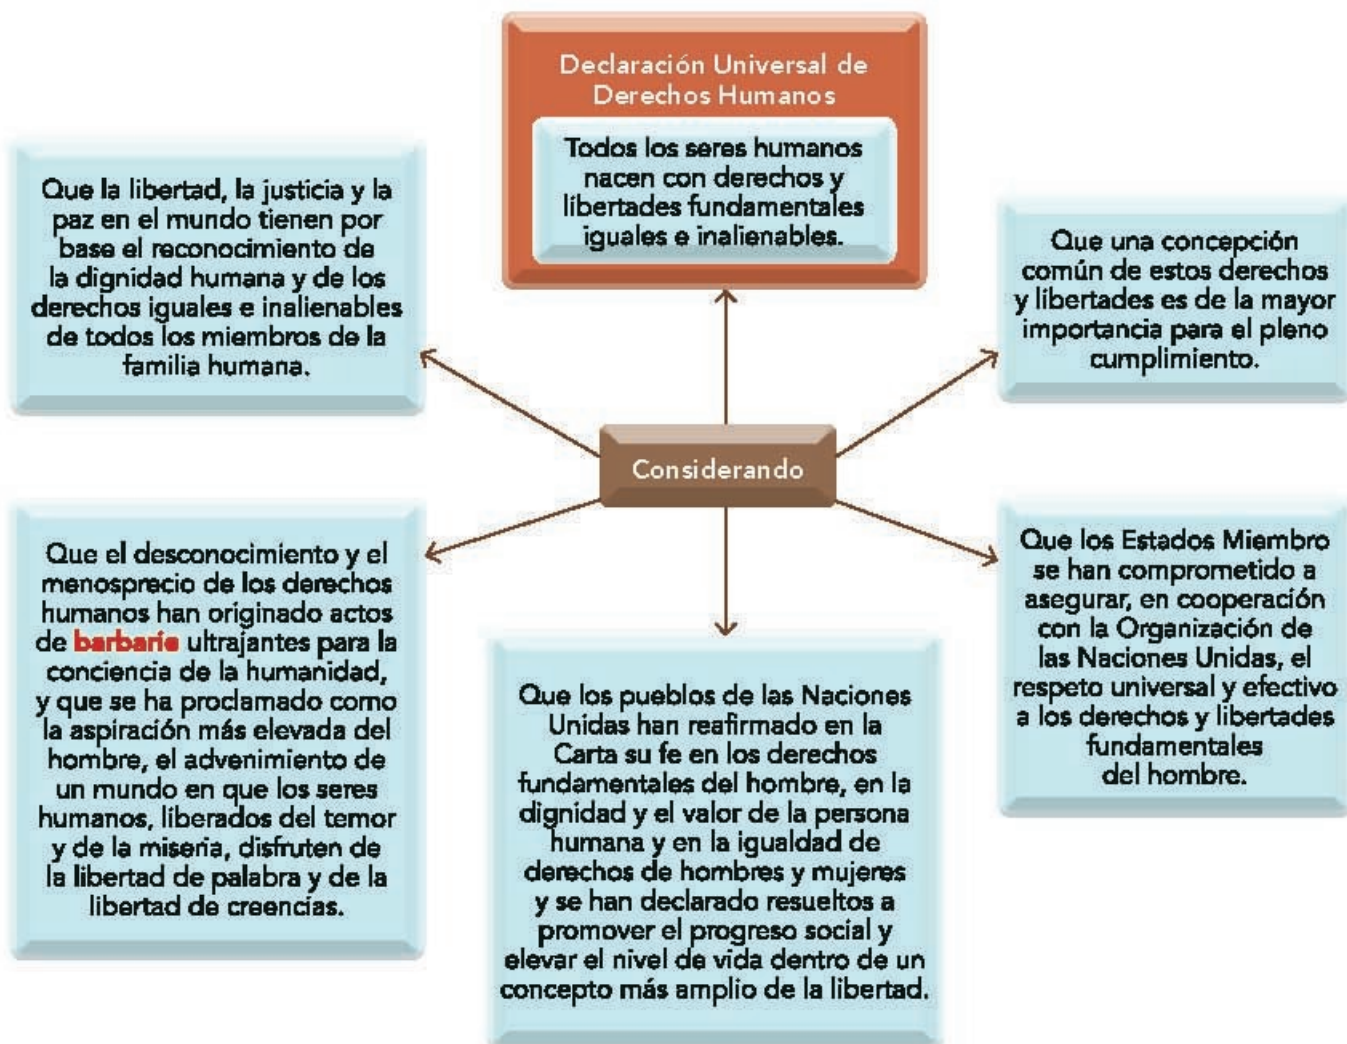 Declaración Universal de
Derechos Humanos
Todos los seres humanos
nacen con derechos y
libertades fundamentales
iguales e inalienables.
Que la libertad, la justicia y la
paz en el mundo tienen por
base el reconocimiento de
la dignidad humana y de los
derechos iguales e inalienables
de todos los miembros de la
familia humana.
Que una concepción
común de estos derechos
y libertades es de la mayor
importancia para el pleno
cumplimiento.
Considerando
Que el desconocimiento y el
menosprecio de los derechos
humanos han originado actos
de barbarie ultrajantes para la
conciencia de la humanidad,
y que se ha proclamado como
la aspiración más elevada del
hombre, el advenimiento de
un mundo en que los seres
humanos, liberados del temor
y de la miseria, disfruten de
la libertad de palabra y de la
libertad de creencias.
Que los pueblos de las Naciones
Unidas han reafirmado en la
Carta su fe en los derechos
fundamentales del hombre, en la
dignidad y el valor de la persona
humana y en la igualdad de
derechos de hombres y mujeres
y se han declarado resueltos a
promover el progreso social y
elevar el nivel de vida dentro de un
concepto más amplio de la libertad.
Que los Estados Miembro
se han comprometido a
asegurar, en cooperación
con la Organización de
las Naciones Unidas, el
respeto universal y efectivo
a los derechos y libertades
fundamentales
del hombre.